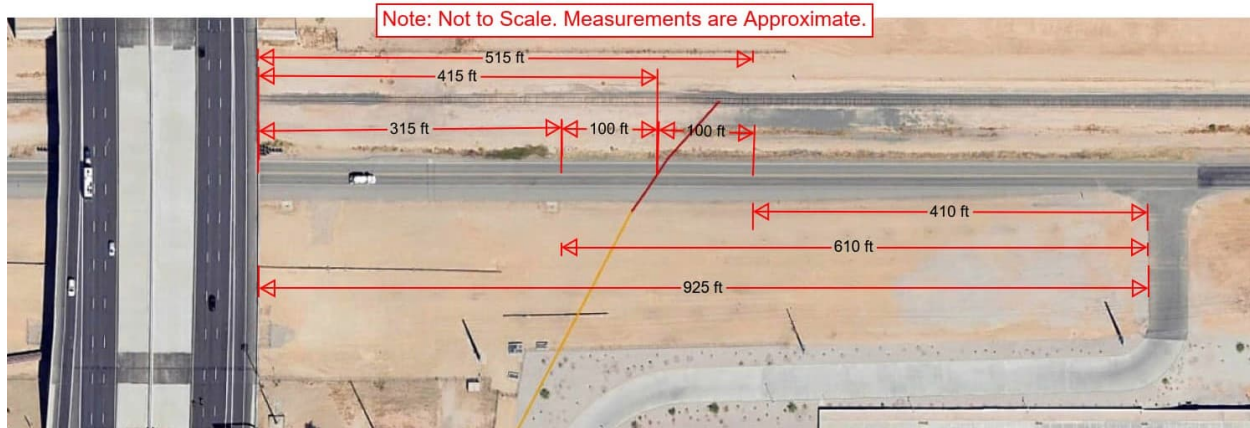 Note: Not to Scale. Measurements are Approximate.
515 ft
415 ft
315 ft
100 ft
100 ft
410 ft
610 ft
925 ft